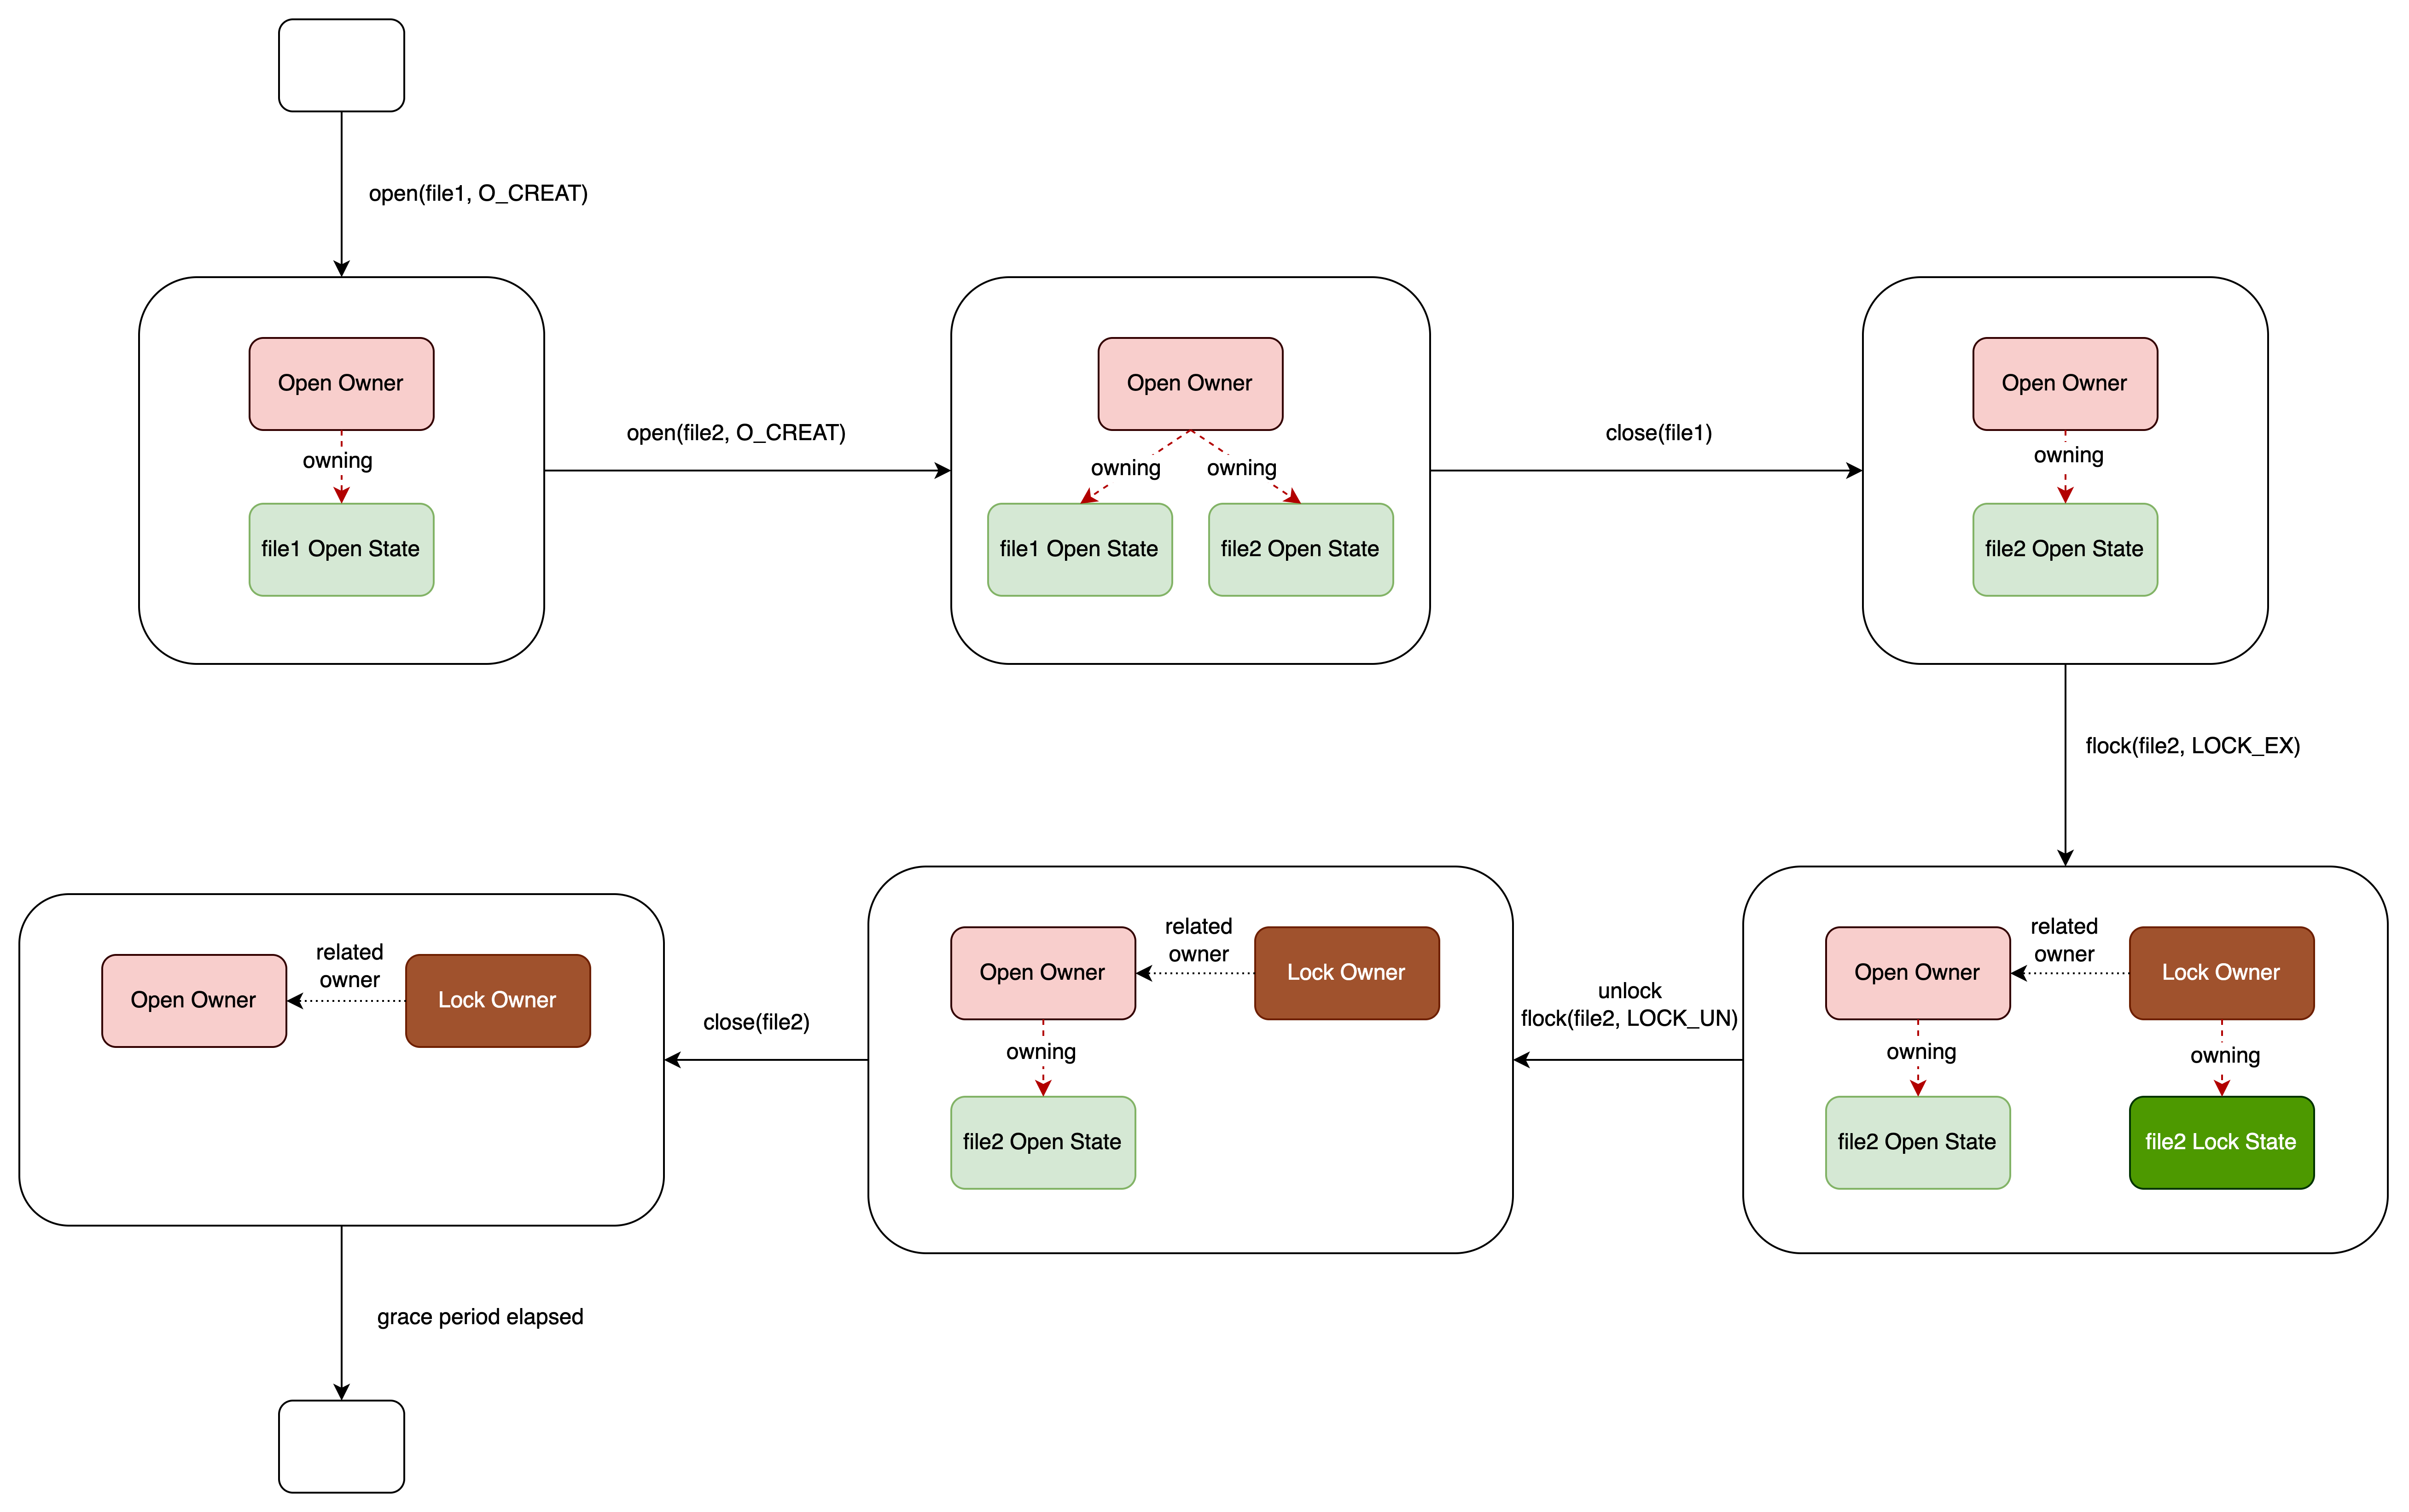 open(file1, O_CREAT)
Open Owner
owning
file1 Open State
open(file2, O_CREAT)
Open Owner
owning
owning
file1 Open State
file2 Open State
close(file1)
Open Owner
owning
file2 Open State
flock(file2, LOCK_EX)
Open Owner
related
owner
Lock Owner
owning
owning
file2 Open State
file2 Lock State
unlock
flock(file2, LOCK_UN)
Open Owner
related
owner
Lock Owner
owning
file2 Open State
close(file2)
Open Owner
related
owner
Lock Owner
grace period elapsed